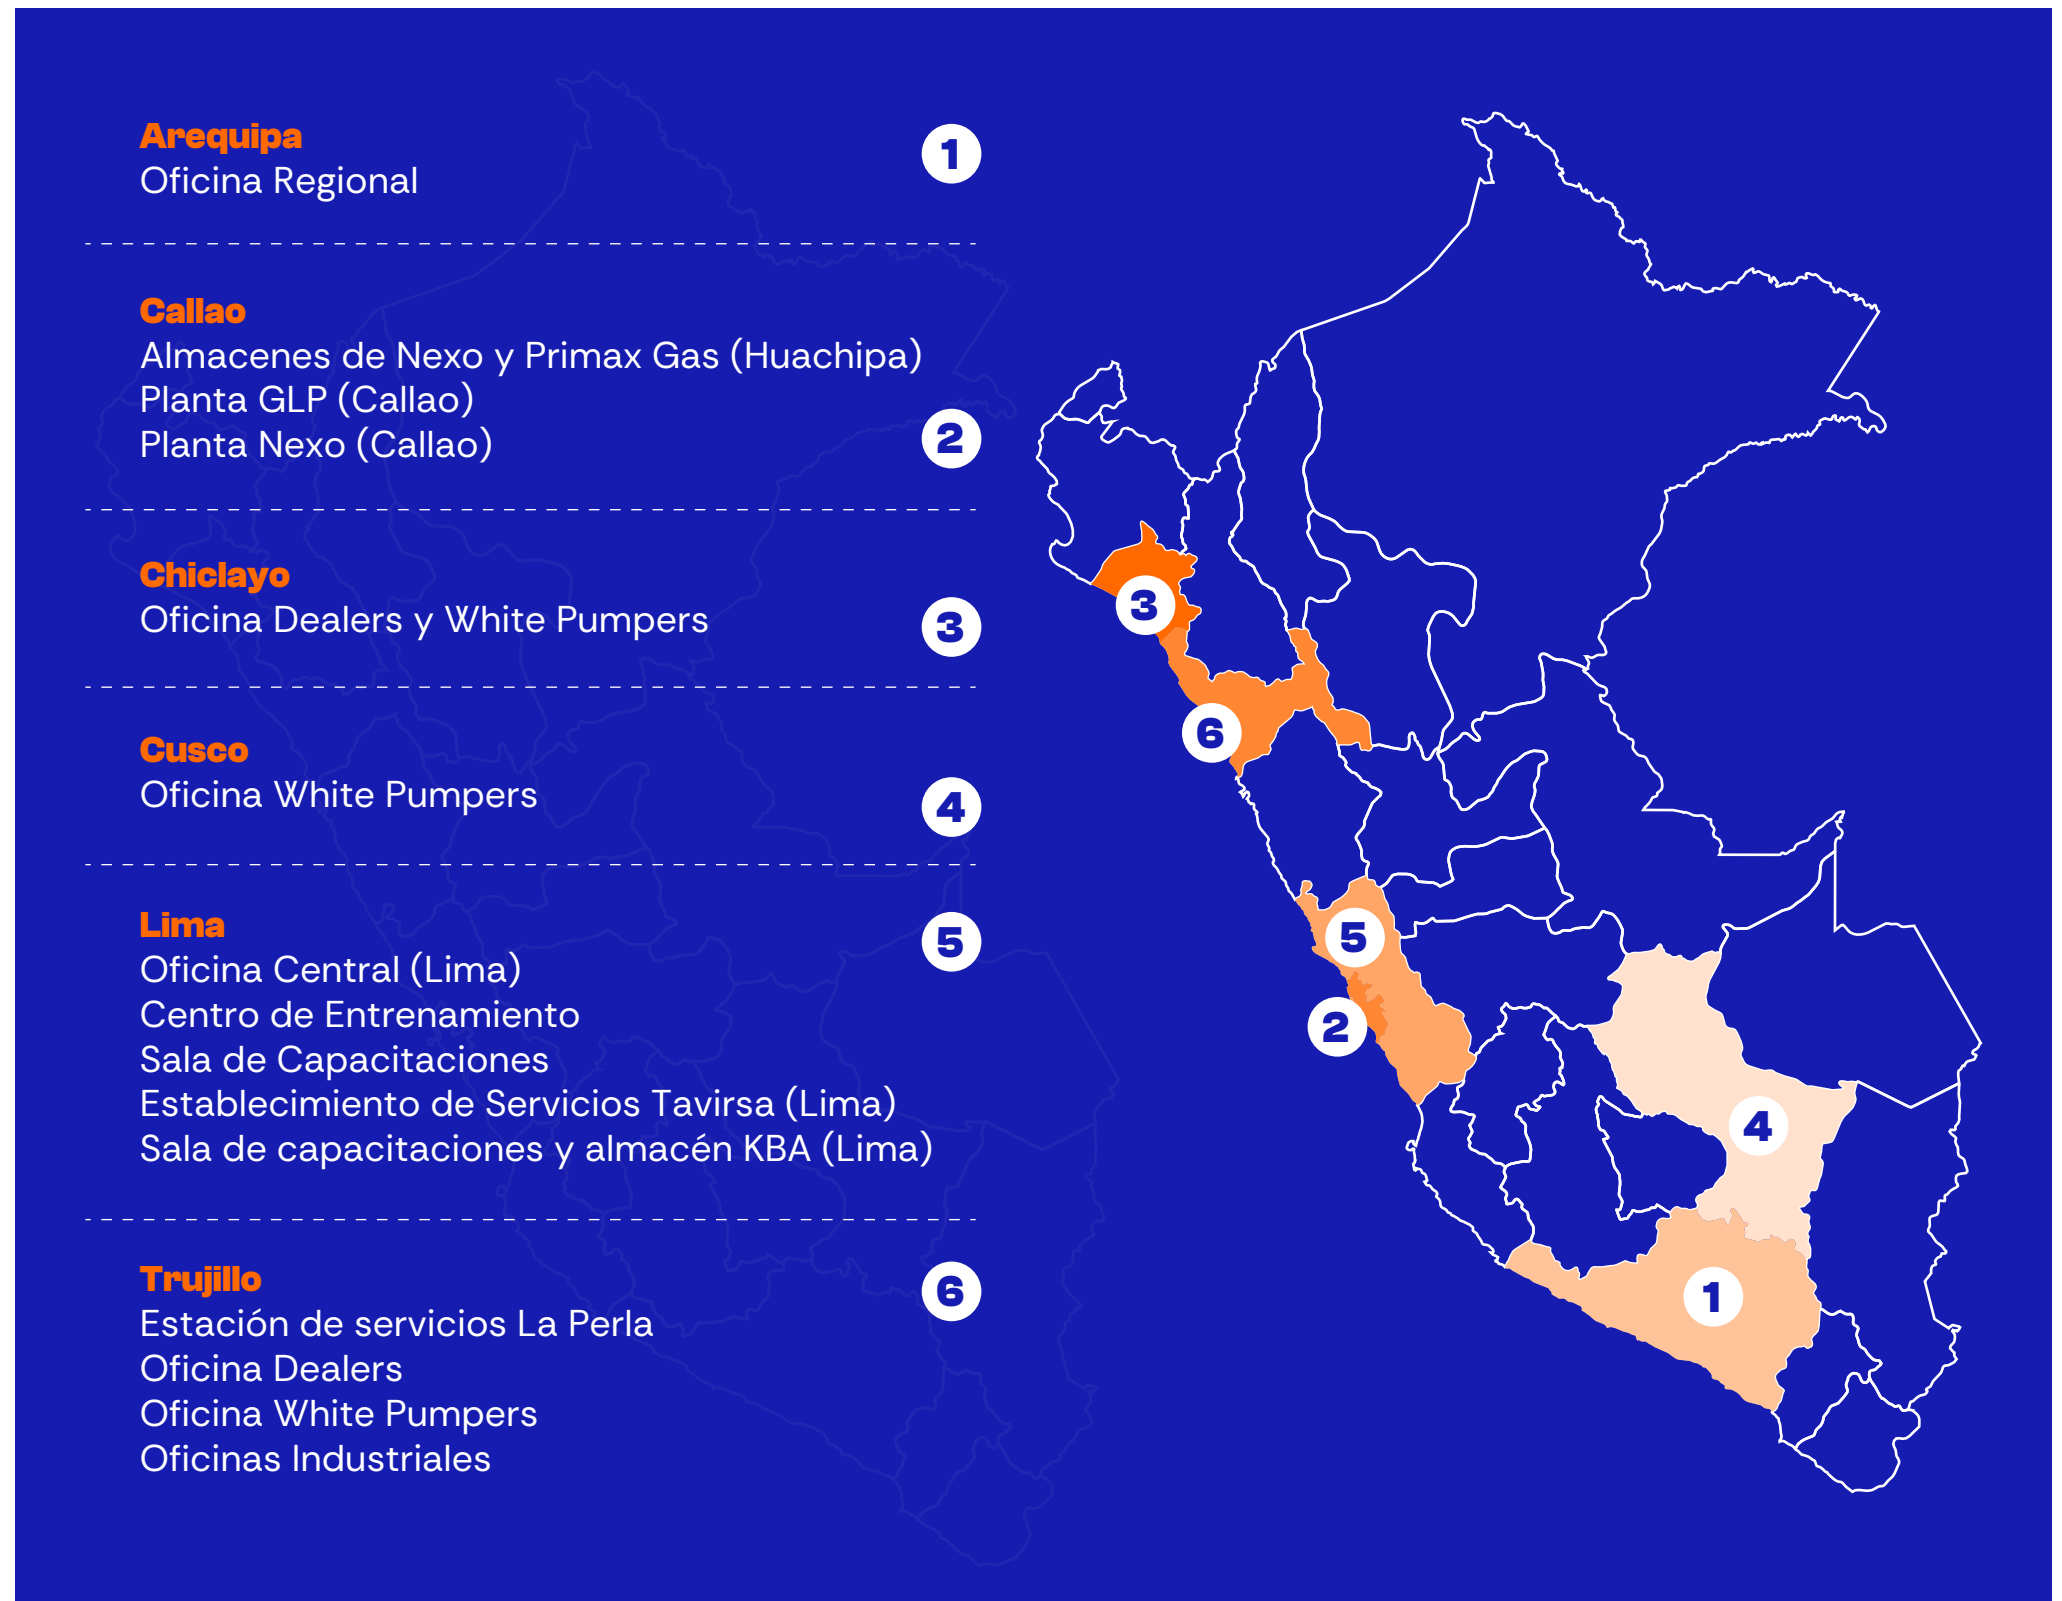 Arequipa
Oficina Regional
1
Callao
Almacenes de Nexo y Primax Gas (Huachipa)
Planta GLP (Callao)
Planta Nexo (Callao)
2
Chiclayo
Oficina Dealers y White Pumpers
3
Cusco
Oficina White Pumpers
4
Lima
5
Oficina Central (Lima)
Centro de Entrenamiento
Sala de Capacitaciones
Establecimiento de Servicios Tavirsa (Lima)
Sala de capacitaciones y almacén KBA (Lima)
Trujillo
6
Estación de servicios La Perla
Oficina Dealers
Oficina White Pumpers
Oficinas Industriales
3
6
5
2
4
1